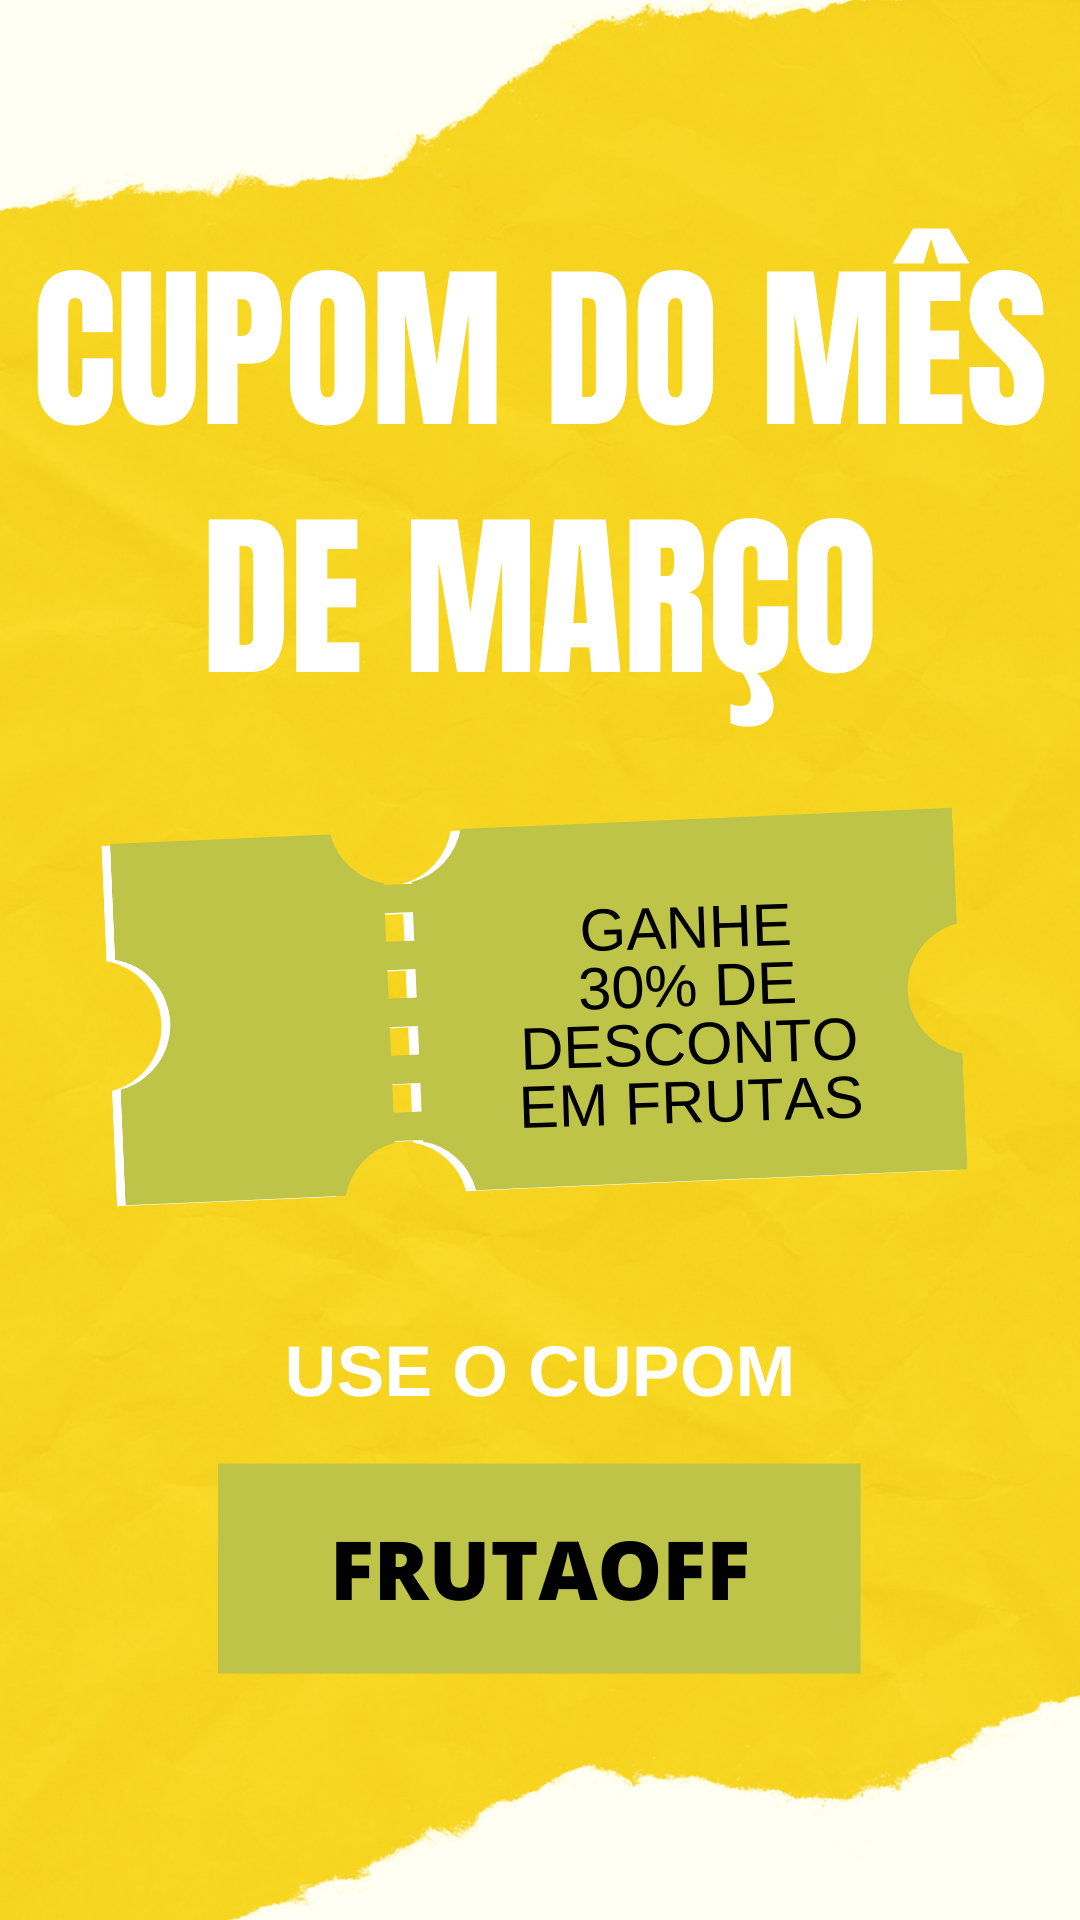 CUPOM DO MÊS
DE MARÇO
GANHE
30% DE
DESCONTO
EM FRUTAS
USE O CUPOM
FRUTAOFF